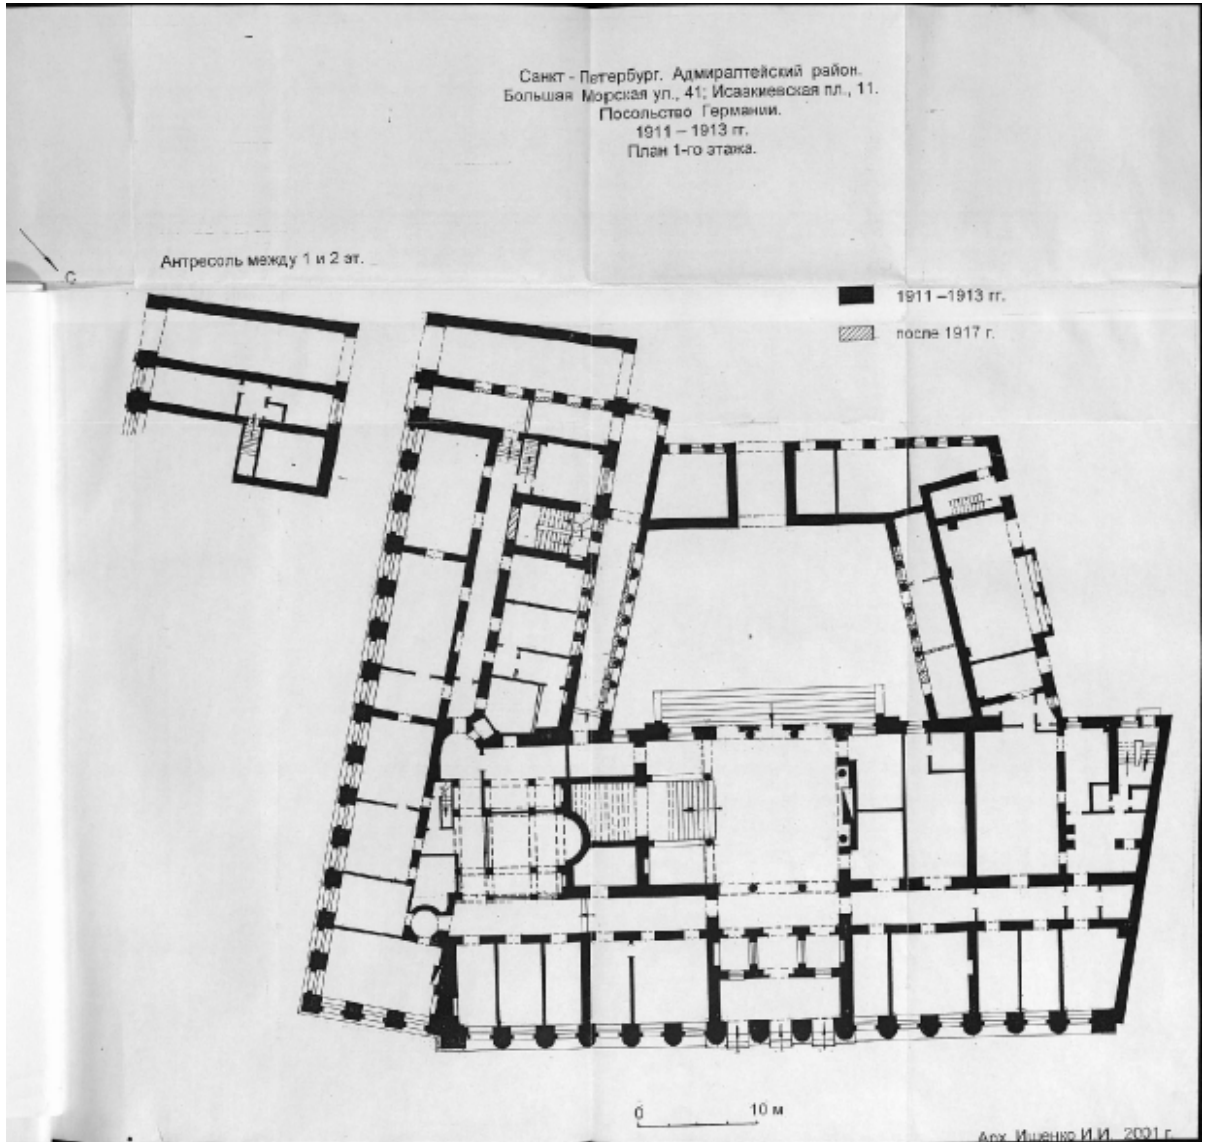 Санкт - Петербург. Адмиралтейский район.
Большая Морская ул., 41; Исаакиевская пл., 11.
Посольство Германии.
1911 – 1913 гг.
План 1-го этажа.
Антресоль между 1 и 2 эт.
С
1911 –1913 гг.
после 1917 г.
0 10 м
Арх. Ищенко И.И. 2001 г.